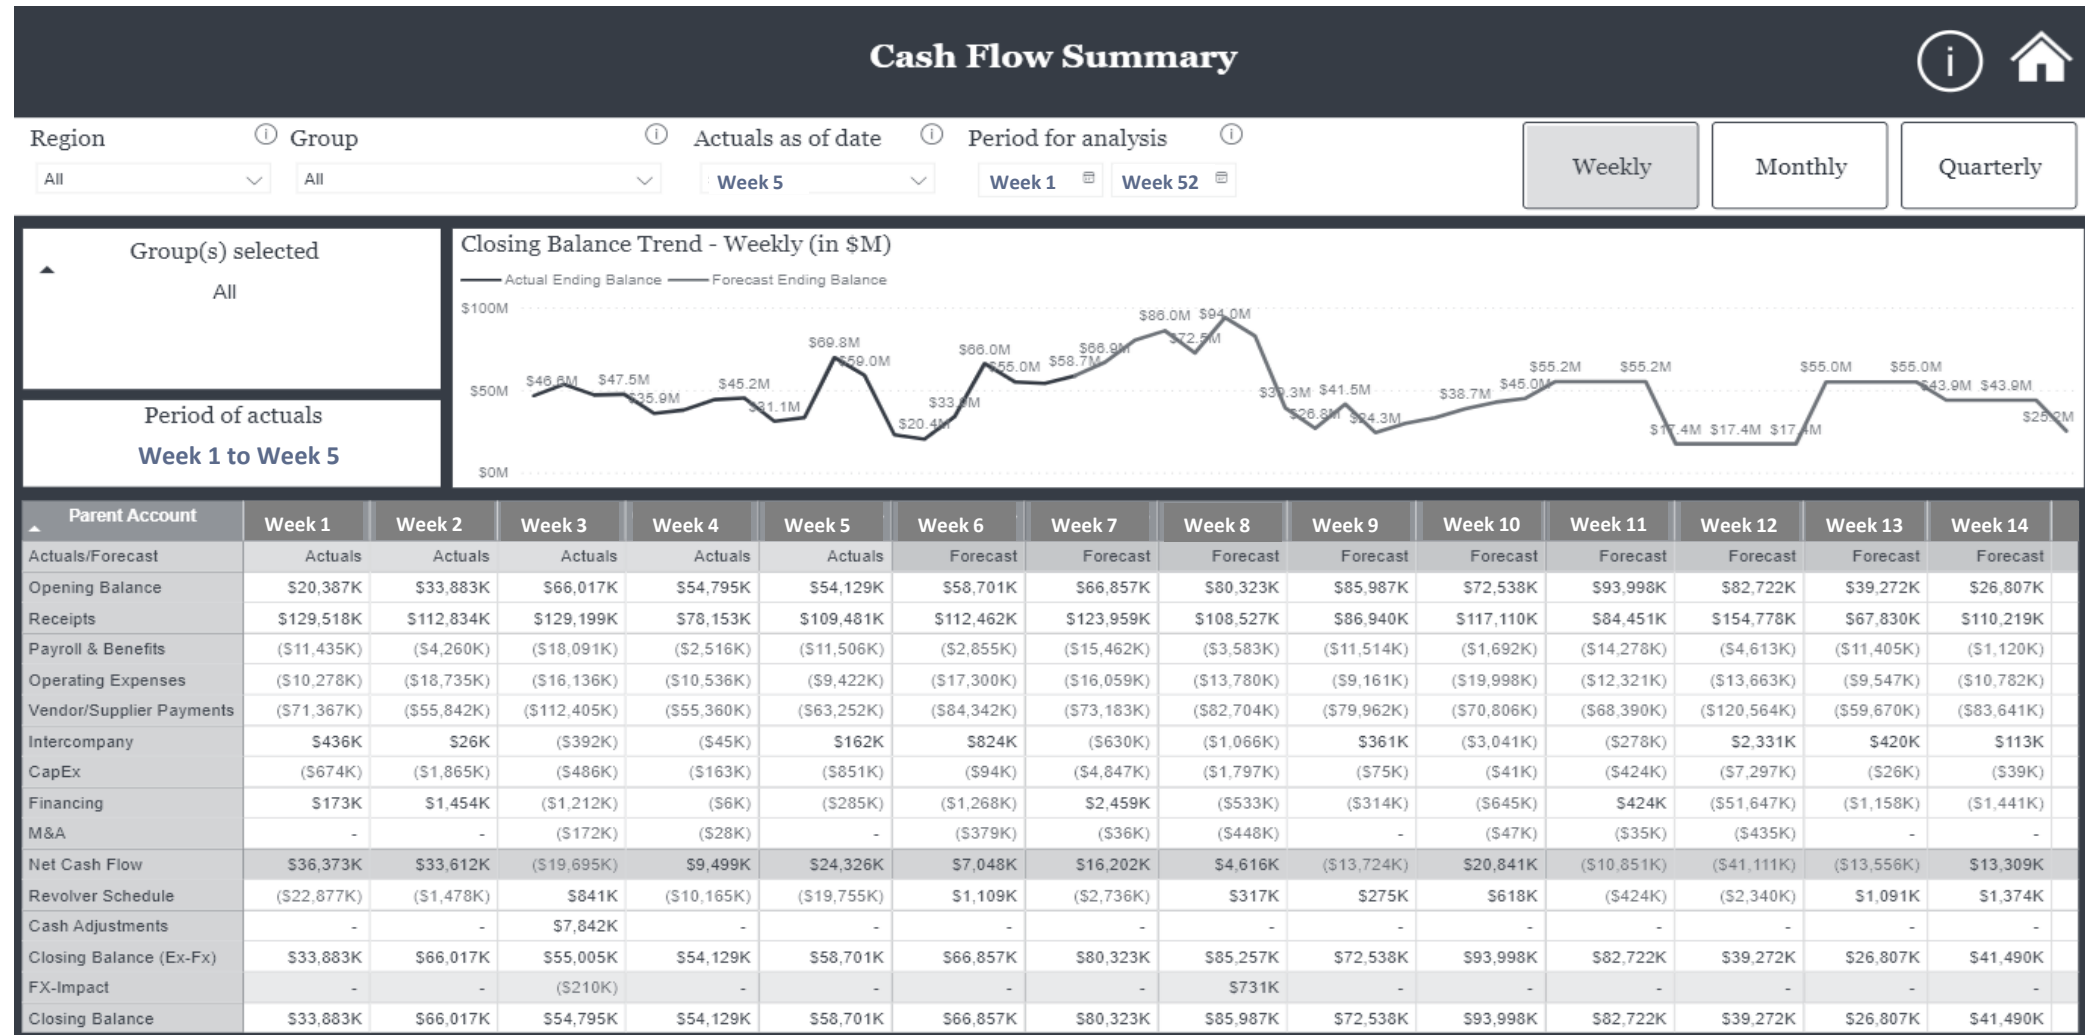 Cash Flow Summary
i
Region i Group i Actuals as of date i Period for analysis i
All All Week 5 Week 1 Week 52
Weekly Monthly Quarterly
Group(s) selected
All
Period of actuals
Week 1 to Week 5
Closing Balance Trend - Weekly (in $M)
Actual Ending Balance Forecast Ending Balance
$100M
$50M
$0M
$46.6M $47.5M $35.9M $45.2M $31.1M $69.8M $59.0M $20.4M $33.9M $66.0M $55.0M $58.7M $66.9M $86.0M $72.5M $94.0M $39.3M $26.8M $41.5M $24.3M $38.7M $45.0M $55.2M $55.2M $17.4M $17.4M $17.4M $55.0M $55.0M $43.9M $43.9M $25.2M
Parent Account Week 1 Week 2 Week 3 Week 4 Week 5 Week 6 Week 7 Week 8 Week 9 Week 10 Week 11 Week 12 Week 13 Week 14
Actuals/Forecast Actuals Actuals Actuals Actuals Actuals Forecast Forecast Forecast Forecast Forecast Forecast Forecast Forecast Forecast
Opening Balance $20,387K $33,883K $66,017K $54,795K $54,129K $58,701K $66,857K $80,323K $85,987K $72,538K $93,998K $82,722K $39,272K $26,807K
Receipts $129,518K $112,834K $129,199K $78,153K $109,481K $112,462K $123,959K $108,527K $86,940K $117,110K $84,451K $154,778K $67,830K $110,219K
Payroll & Benefits ($11,435K) ($4,260K) ($18,091K) ($2,516K) ($11,506K) ($2,855K) ($15,462K) ($3,583K) ($11,514K) ($1,692K) ($14,278K) ($4,613K) ($11,405K) ($1,120K)
Operating Expenses ($10,278K) ($18,735K) ($16,136K) ($10,536K) ($9,422K) ($17,300K) ($16,059K) ($13,780K) ($9,161K) ($19,998K) ($12,321K) ($13,663K) ($9,547K) ($10,782K)
Vendor/Supplier Payments ($71,367K) ($55,842K) ($112,405K) ($55,360K) ($63,252K) ($84,342K) ($73,183K) ($82,704K) ($79,962K) ($70,806K) ($68,390K) ($120,564K) ($59,670K) ($83,641K)
Intercompany $436K $26K ($392K) ($45K) $162K $824K ($630K) ($1,066K) $361K ($3,041K) ($278K) $2,331K $420K $113K
CapEx ($674K) ($1,865K) ($486K) ($163K) ($851K) ($94K) ($4,847K) ($1,797K) ($75K) ($41K) ($424K) ($7,297K) ($26K) ($39K)
Financing $173K $1,454K ($1,212K) ($6K) ($285K) ($1,268K) $2,459K ($533K) ($314K) ($645K) $424K ($51,647K) ($1,158K) ($1,441K)
M&A - - ($172K) ($28K) - ($379K) ($36K) ($448K) - ($47K) ($35K) ($435K) - -
Net Cash Flow $36,373K $33,612K ($19,695K) $9,499K $24,326K $7,048K $16,202K $4,616K ($13,724K) $20,841K ($10,851K) ($41,111K) ($13,556K) $13,309K
Revolver Schedule ($22,877K) ($1,478K) $841K ($10,165K) ($19,755K) $1,109K ($2,736K) $317K $275K $618K ($424K) ($2,340K) $1,091K $1,374K
Cash Adjustments - - $7,842K - - - - - - - - - - -
Closing Balance (Ex-Fx) $33,883K $66,017K $55,005K $54,129K $58,701K $66,857K $80,323K $85,257K $72,538K $93,998K $82,722K $39,272K $26,807K $41,490K
FX-Impact - - ($210K) - - - - $731K - - - - - -
Closing Balance $33,883K $66,017K $54,795K $54,129K $58,701K $66,857K $80,323K $85,987K $72,538K $93,998K $82,722K $39,272K $26,807K $41,490K